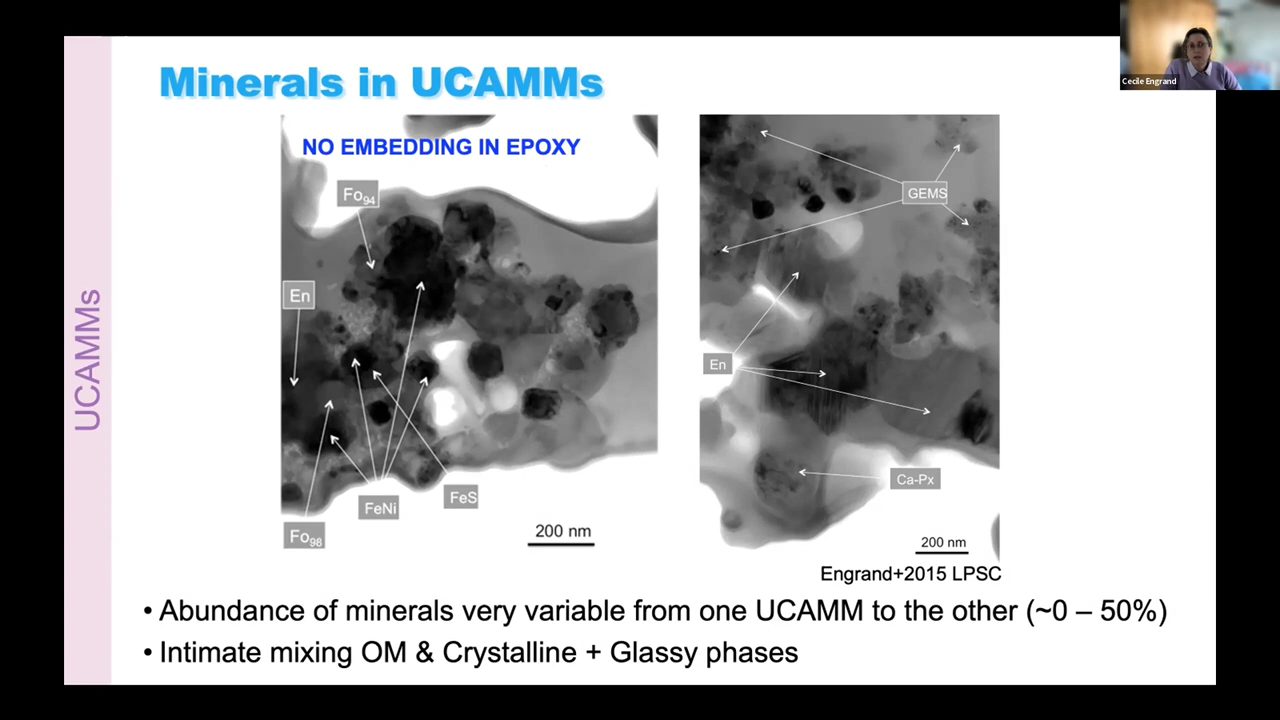 Cecile Engrand
Minerals in UCAMMs
UCAMMs
NO EMBEDDING IN EPOXY
Fo₉₄
En
FeNi
FeS
Fo₉₈
200 nm
GEMS
En
Ca-Px
200 nm
Engrand+2015 LPSC
• Abundance of minerals very variable from one UCAMM to the other (~0 – 50%)
• Intimate mixing OM & Crystalline + Glassy phases